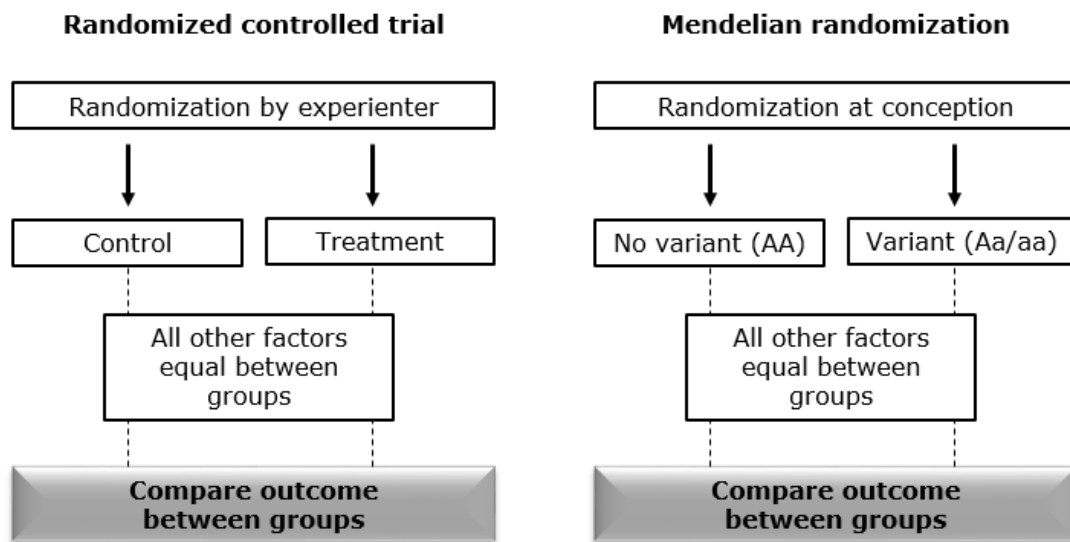 Randomized controlled trial
Randomization by experienter
Control
Treatment
All other factors
equal between
groups
Compare outcome
between groups
Mendelian randomization
Randomization at conception
No variant (AA)
Variant (Aa/aa)
All other factors
equal between
groups
Compare outcome
between groups